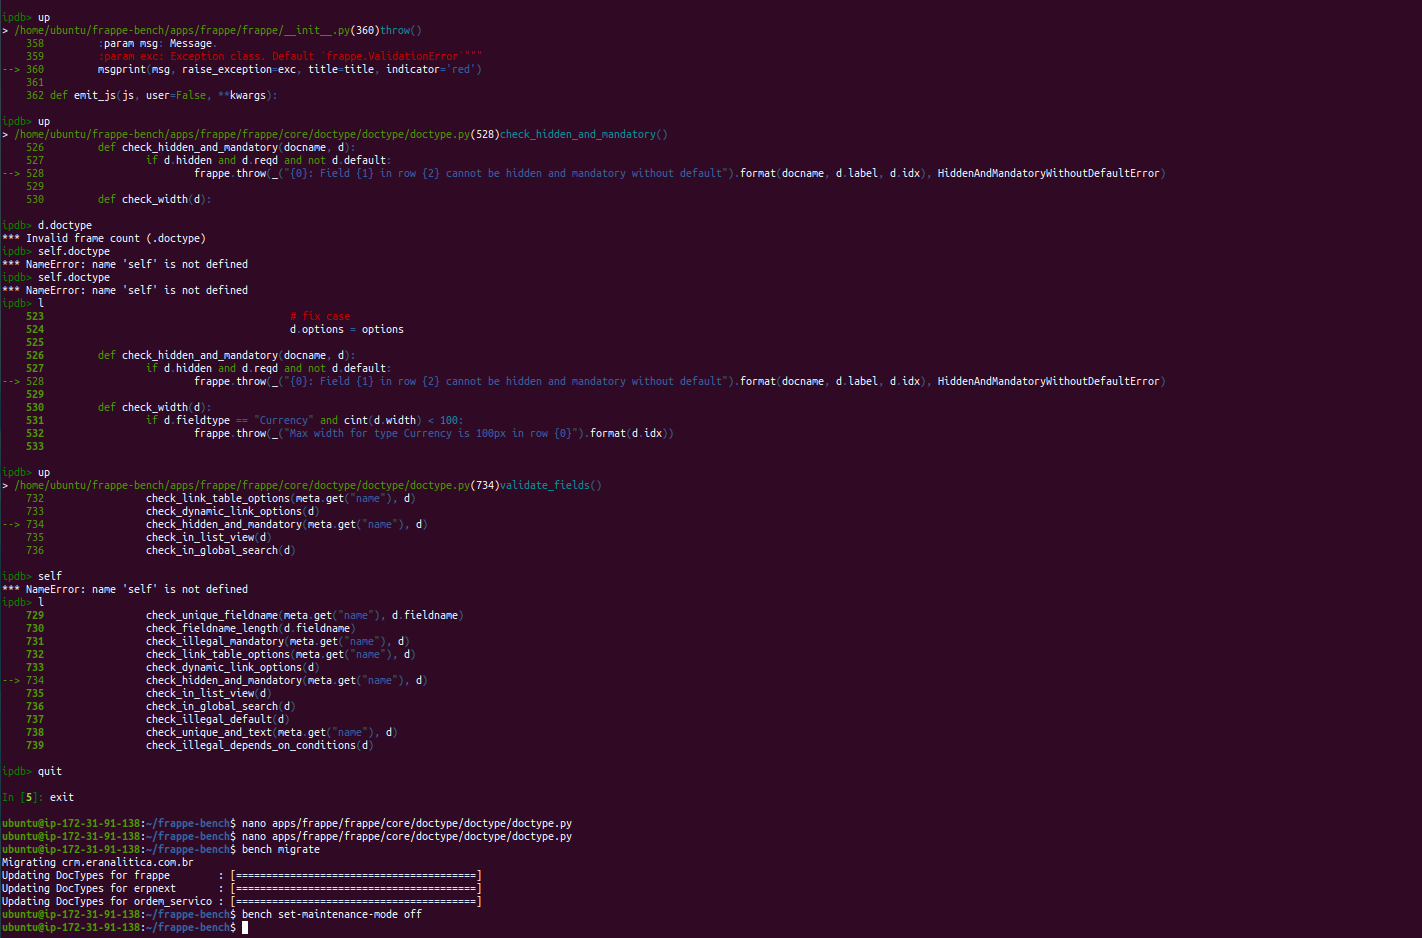 ipdb> up
> /home/ubuntu/frappe-bench/apps/frappe/frappe/__init__.py(360)throw()
    358         :param msg: Message.
    359         :param exc: Exception class. Default `frappe.ValidationError`"""
--> 360         msgprint(msg, raise_exception=exc, title=title, indicator='red')
    361
    362 def emit_js(js, user=False, **kwargs):
ipdb> up
> /home/ubuntu/frappe-bench/apps/frappe/frappe/core/doctype/doctype/doctype.py(528)check_hidden_and_mandatory()
    526         def check_hidden_and_mandatory(docname, d):
    527                 if d.hidden and d.reqd and not d.default:
--> 528                         frappe.throw(_("{0}: Field {1} in row {2} cannot be hidden and mandatory without default").format(docname, d.label, d.idx), HiddenAndMandatoryWithoutDefaultError)
    529
    530         def check_width(d):
ipdb> d.doctype
*** Invalid frame count (.doctype)
ipdb> self.doctype
*** NameError: name 'self' is not defined
ipdb> self.doctype
*** NameError: name 'self' is not defined
ipdb> l
    523                                         # fix case
    524                                         d.options = options
    525
    526         def check_hidden_and_mandatory(docname, d):
    527                 if d.hidden and d.reqd and not d.default:
--> 528                         frappe.throw(_("{0}: Field {1} in row {2} cannot be hidden and mandatory without default").format(docname, d.label, d.idx), HiddenAndMandatoryWithoutDefaultError)
    529
    530         def check_width(d):
    531                 if d.fieldtype == "Currency" and cint(d.width) < 100:
    532                         frappe.throw(_("Max width for type Currency is 100px in row {0}").format(d.idx))
    533
ipdb> up
> /home/ubuntu/frappe-bench/apps/frappe/frappe/core/doctype/doctype/doctype.py(734)validate_fields()
    732                 check_link_table_options(meta.get("name"), d)
    733                 check_dynamic_link_options(d)
--> 734                 check_hidden_and_mandatory(meta.get("name"), d)
    735                 check_in_list_view(d)
    736                 check_in_global_search(d)
ipdb> self
*** NameError: name 'self' is not defined
ipdb> l
    729                 check_unique_fieldname(meta.get("name"), d.fieldname)
    730                 check_fieldname_length(d.fieldname)
    731                 check_illegal_mandatory(meta.get("name"), d)
    732                 check_link_table_options(meta.get("name"), d)
    733                 check_dynamic_link_options(d)
--> 734                 check_hidden_and_mandatory(meta.get("name"), d)
    735                 check_in_list_view(d)
    736                 check_in_global_search(d)
    737                 check_illegal_default(d)
    738                 check_unique_and_text(meta.get("name"), d)
    739                 check_illegal_depends_on_conditions(d)
ipdb> quit
In [5]: exit
ubuntu@ip-172-31-91-138:~/frappe-bench$ nano apps/frappe/frappe/core/doctype/doctype/doctype.py
ubuntu@ip-172-31-91-138:~/frappe-bench$ nano apps/frappe/frappe/core/doctype/doctype/doctype.py
ubuntu@ip-172-31-91-138:~/frappe-bench$ bench migrate
Migrating crm.eranalitica.com.br
Updating DocTypes for frappe        : [========================================]
Updating DocTypes for erpnext       : [========================================]
Updating DocTypes for ordem_servico : [========================================]
ubuntu@ip-172-31-91-138:~/frappe-bench$ bench set-maintenance-mode off
ubuntu@ip-172-31-91-138:~/frappe-bench$